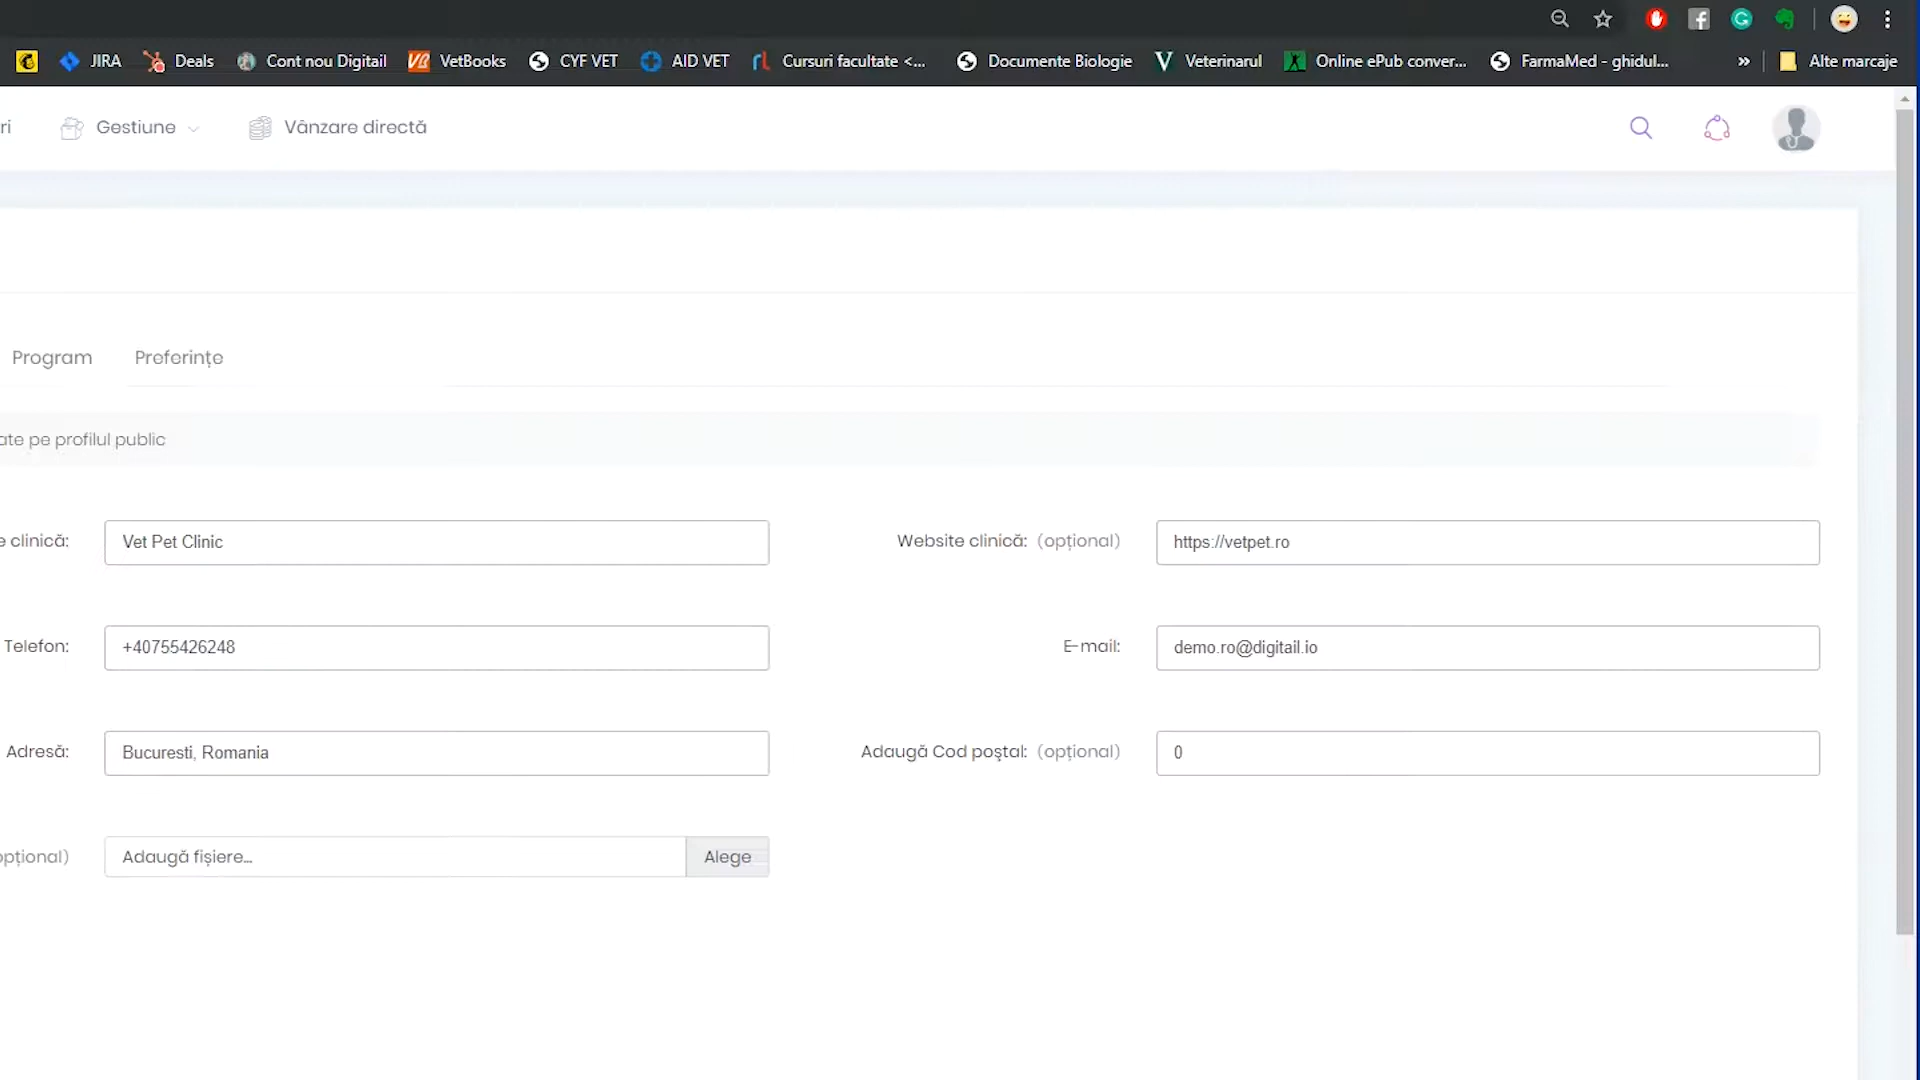 JIRA Deals Cont nou Digitail VetBooks CYF VET AID VET Cursuri facultate <... Documente Biologie Veterinarul Online ePub conver... FarmaMed - ghidul... » Alte marcaje
ri Gestiune Vânzare directă
Program Preferințe
ate pe profilul public
e clinică: Vet Pet Clinic Website clinică: (opțional) https://vetpet.ro
Telefon: +40755426248 E-mail: demo.ro@digitail.io
Adresă: Bucuresti, Romania Adaugă Cod poştal: (opțional) 0
opțional) Adaugă fișiere... Alege